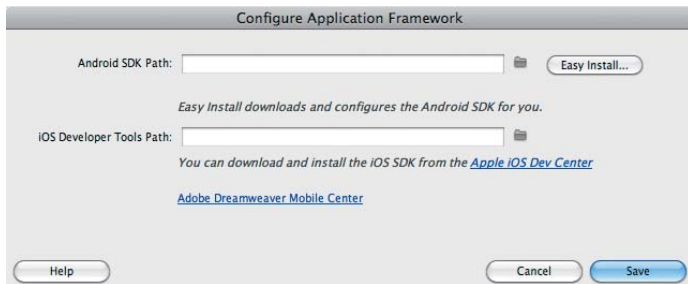 Configure Application Framework
Android SDK Path:
Easy Install...
Easy Install downloads and configures the Android SDK for you.
iOS Developer Tools Path:
You can download and install the iOS SDK from the Apple iOS Dev Center
Adobe Dreamweaver Mobile Center
Help
Cancel
Save